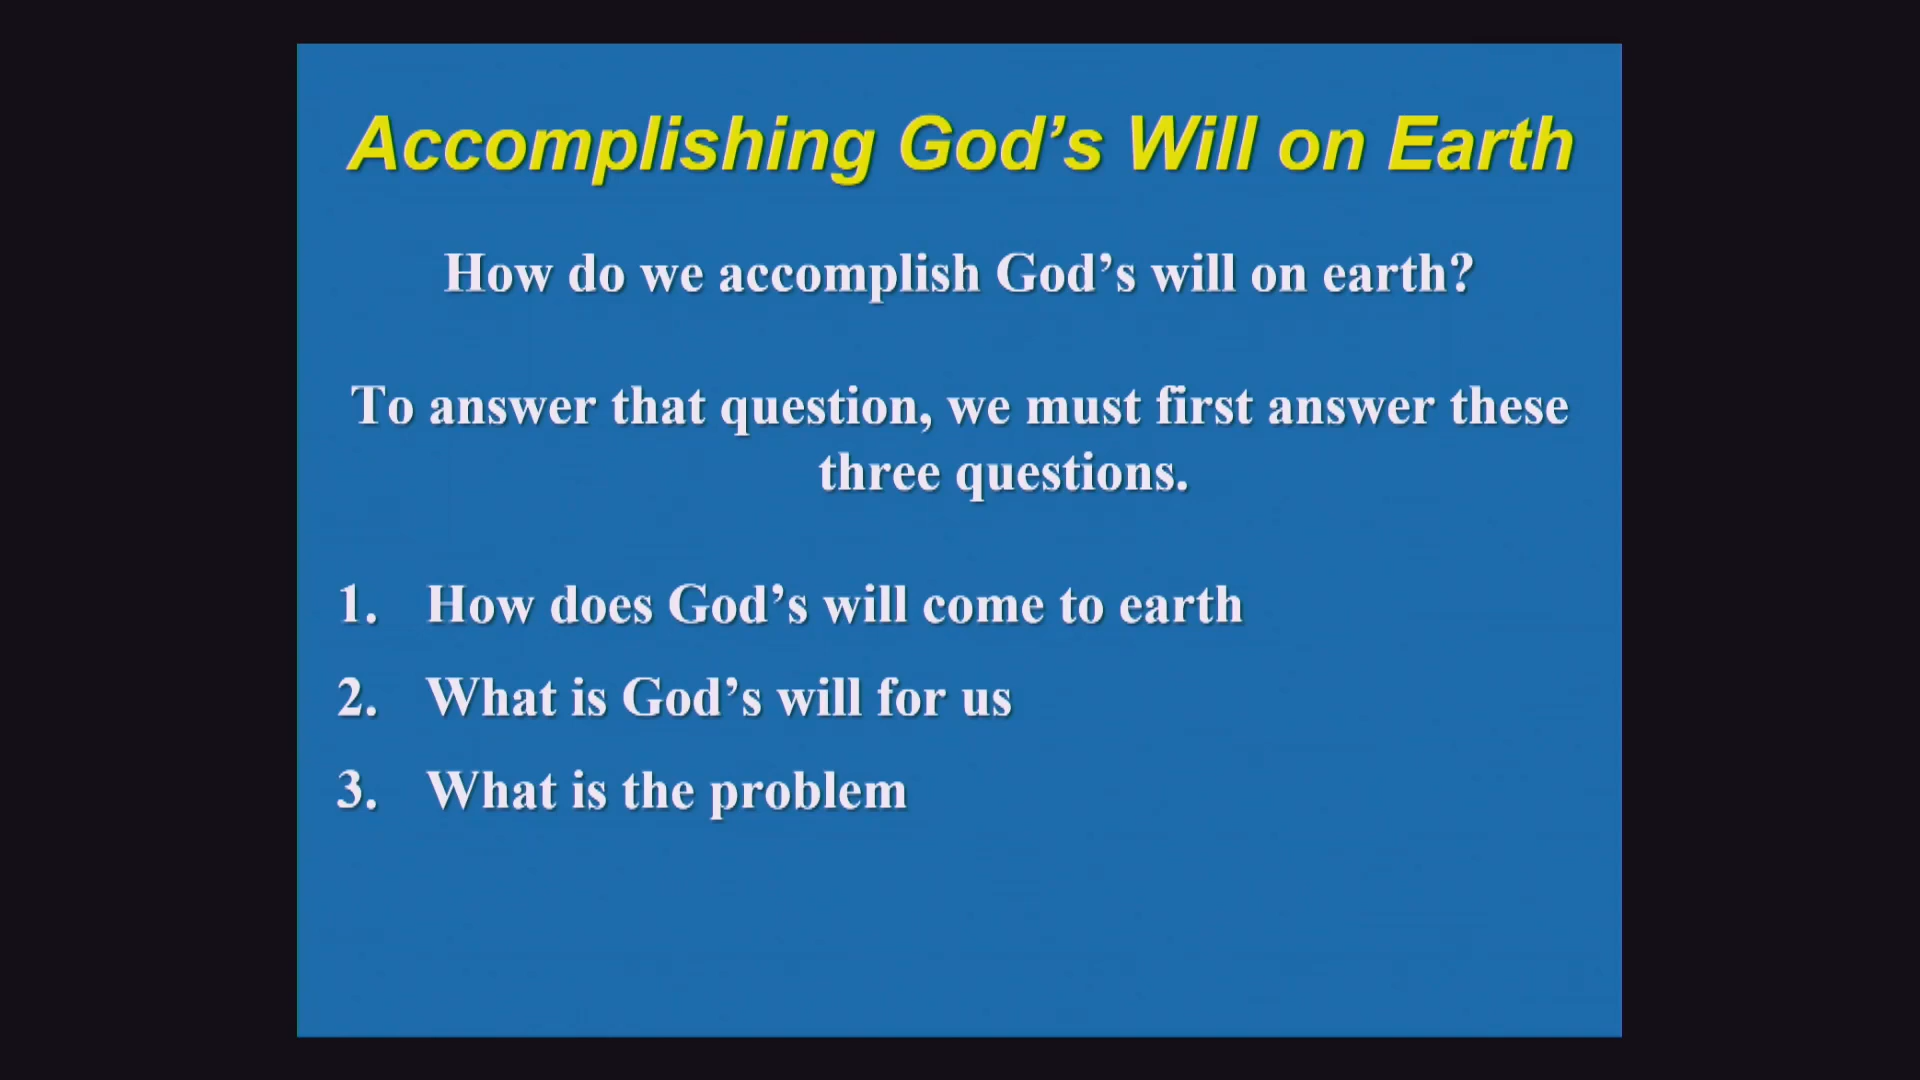 Accomplishing God’s Will on Earth
How do we accomplish God’s will on earth?
To answer that question, we must first answer these
three questions.
1. How does God’s will come to earth
2. What is God’s will for us
3. What is the problem